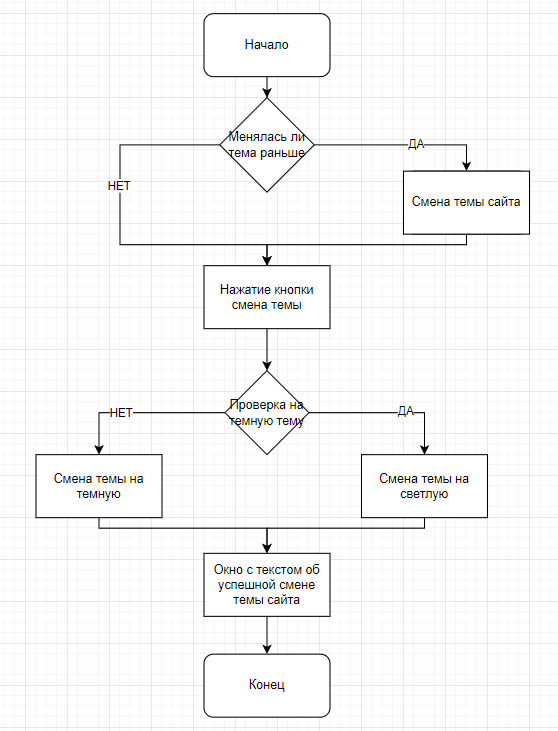 Начало
Менялась ли
тема раньше
ДА
НЕТ
Смена темы сайта
Нажатие кнопки
смена темы
Проверка на
темную тему
НЕТ
ДА
Смена темы на
темную
Смена темы на
светлую
Окно с текстом об
успешной смене
темы сайта
Конец